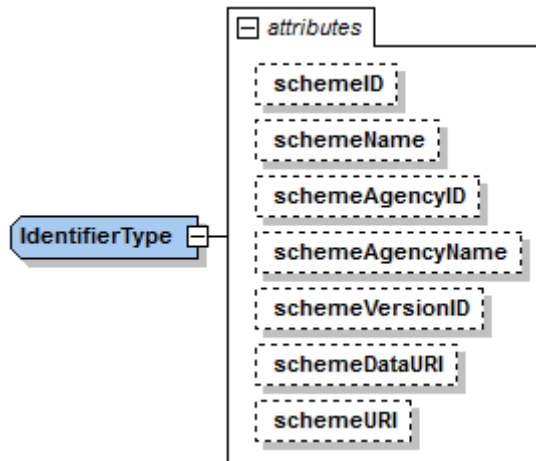 attributes
schemeID
schemeName
schemeAgencyID
IdentifierType
schemeAgencyName
schemeVersionID
schemeDataURI
schemeURI